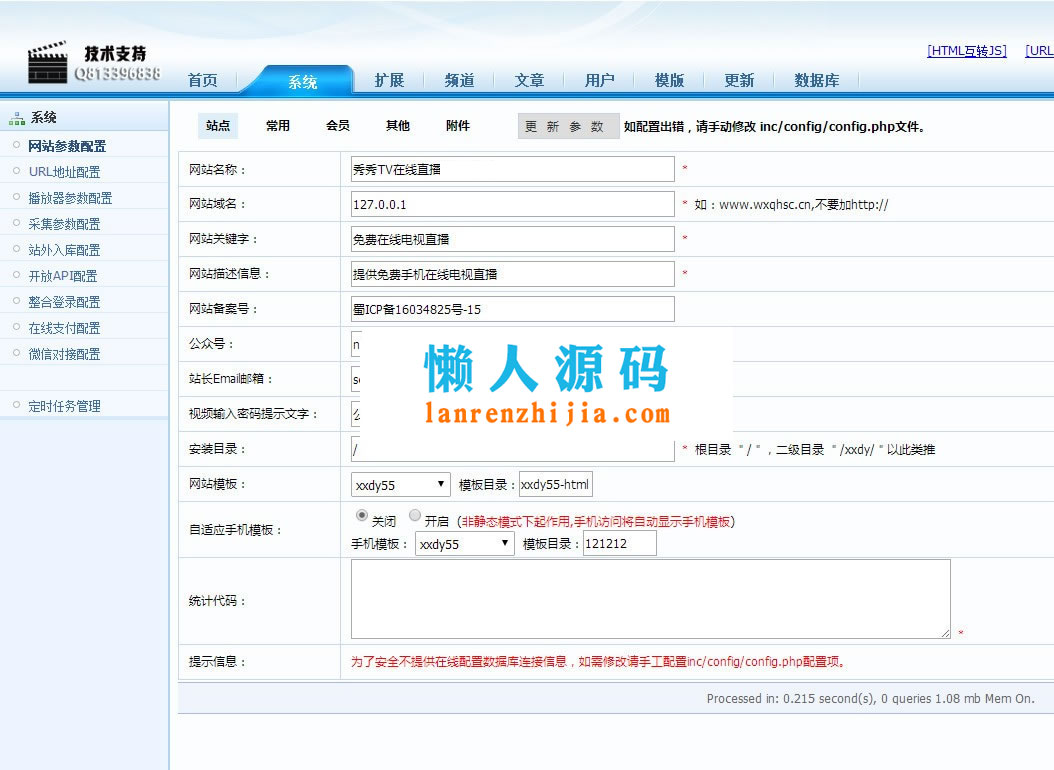 技术支持
Q813396838
[HTML互转JS] [URL
首页 系统 扩展 频道 文章 用户 模版 更新 数据库
系统
网站参数配置
URL地址配置
播放器参数配置
采集参数配置
站外入库配置
开放API配置
整合登录配置
在线支付配置
微信对接配置
定时任务管理
站点 常用 会员 其他 附件 更 新 参 数 如配置出错，请手动修改 inc/config/config.php文件。
网站名称： 秀秀TV在线直播 *
网站域名： 127.0.0.1 * 如：www.wxqhsc.cn,不要加http://
网站关键字： 免费在线电视直播 *
网站描述信息： 提供免费手机在线电视直播 *
网站备案号： 蜀ICP备16034825号-15
公众号：
站长Email邮箱：
视频输入密码提示文字：
懒人源码
lanrenzhijia.com
安装目录： / * 根目录 " / " ，二级目录 " /xxdy/ " 以此类推
网站模板： xxdy55 模板目录：xxdy55-html
自适应手机模板： 关闭 开启 (非静态模式下起作用,手机访问将自动显示手机模板)
手机模板： xxdy55 模板目录：121212
统计代码： *
提示信息： 为了安全不提供在线配置数据库连接信息，如需修改请手工配置inc/config/config.php配置项。
Processed in: 0.215 second(s), 0 queries 1.08 mb Mem On.